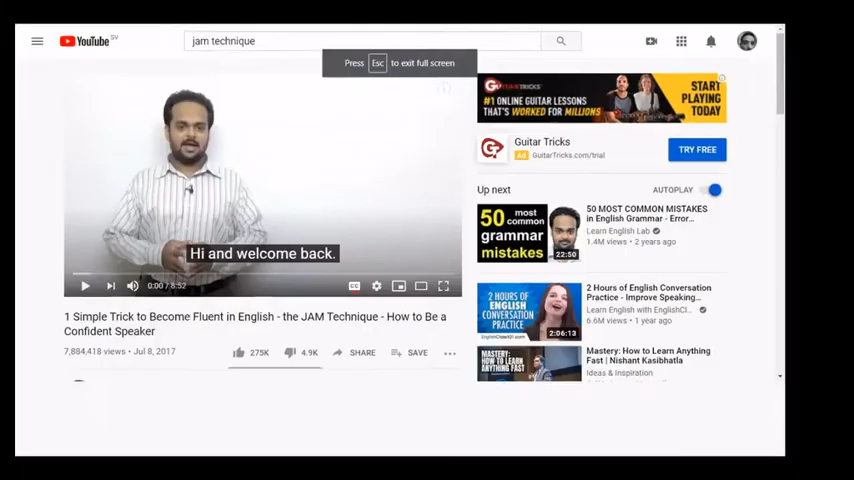 YouTube SV
jam technique
Press Esc to exit full screen
Hi and welcome back.
0:00 / 8:52
CC
1 Simple Trick to Become Fluent in English - the JAM Technique - How to Be a
Confident Speaker
7,884,418 views • Jul 8, 2017
275K
4.9K
SHARE
SAVE
GUITAR TRICKS
#1 ONLINE GUITAR LESSONS
THAT'S WORKED FOR MILLIONS
START
PLAYING
TODAY
Guitar Tricks
Ad GuitarTricks.com/trial
TRY FREE
Up next
AUTOPLAY
50 most
common
grammar
mistakes
22:50
50 MOST COMMON MISTAKES
in English Grammar - Error...
Learn English Lab
1.4M views • 2 years ago
2 HOURS OF
ENGLISH
CONVERSATION
PRACTICE
2:06:13
2 Hours of English Conversation
Practice - Improve Speaking...
Learn English with EnglishCl...
6.6M views • 1 year ago
MASTERY:
HOW TO LEARN
ANYTHING
FAST
Mastery: How to Learn Anything
Fast | Nishant Kasibhatla
Ideas & Inspiration